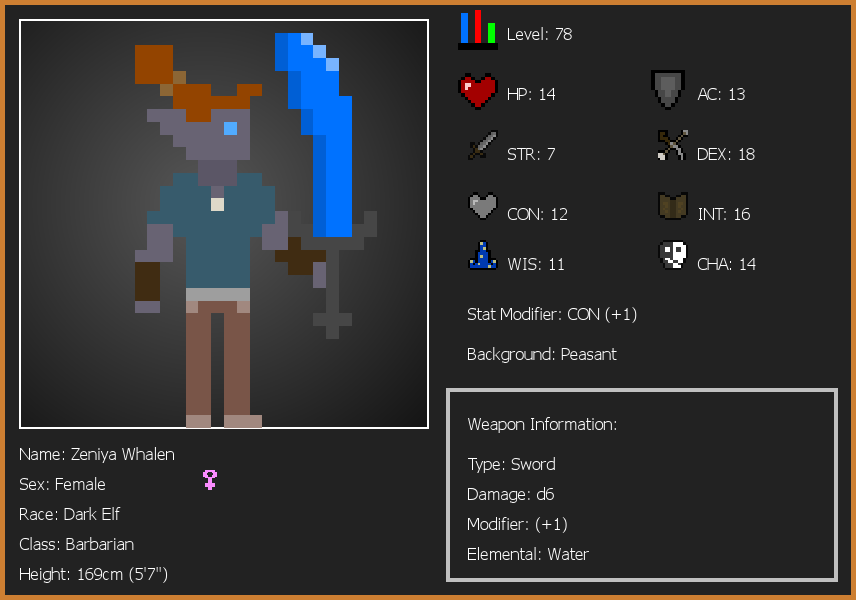 Level: 78
HP: 14
AC: 13
STR: 7
DEX: 18
CON: 12
INT: 16
WIS: 11
CHA: 14
Stat Modifier: CON (+1)
Background: Peasant
Weapon Information:
Type: Sword
Damage: d6
Modifier: (+1)
Elemental: Water
Name: Zeniya Whalen
Sex: Female
Race: Dark Elf
Class: Barbarian
Height: 169cm (5'7")